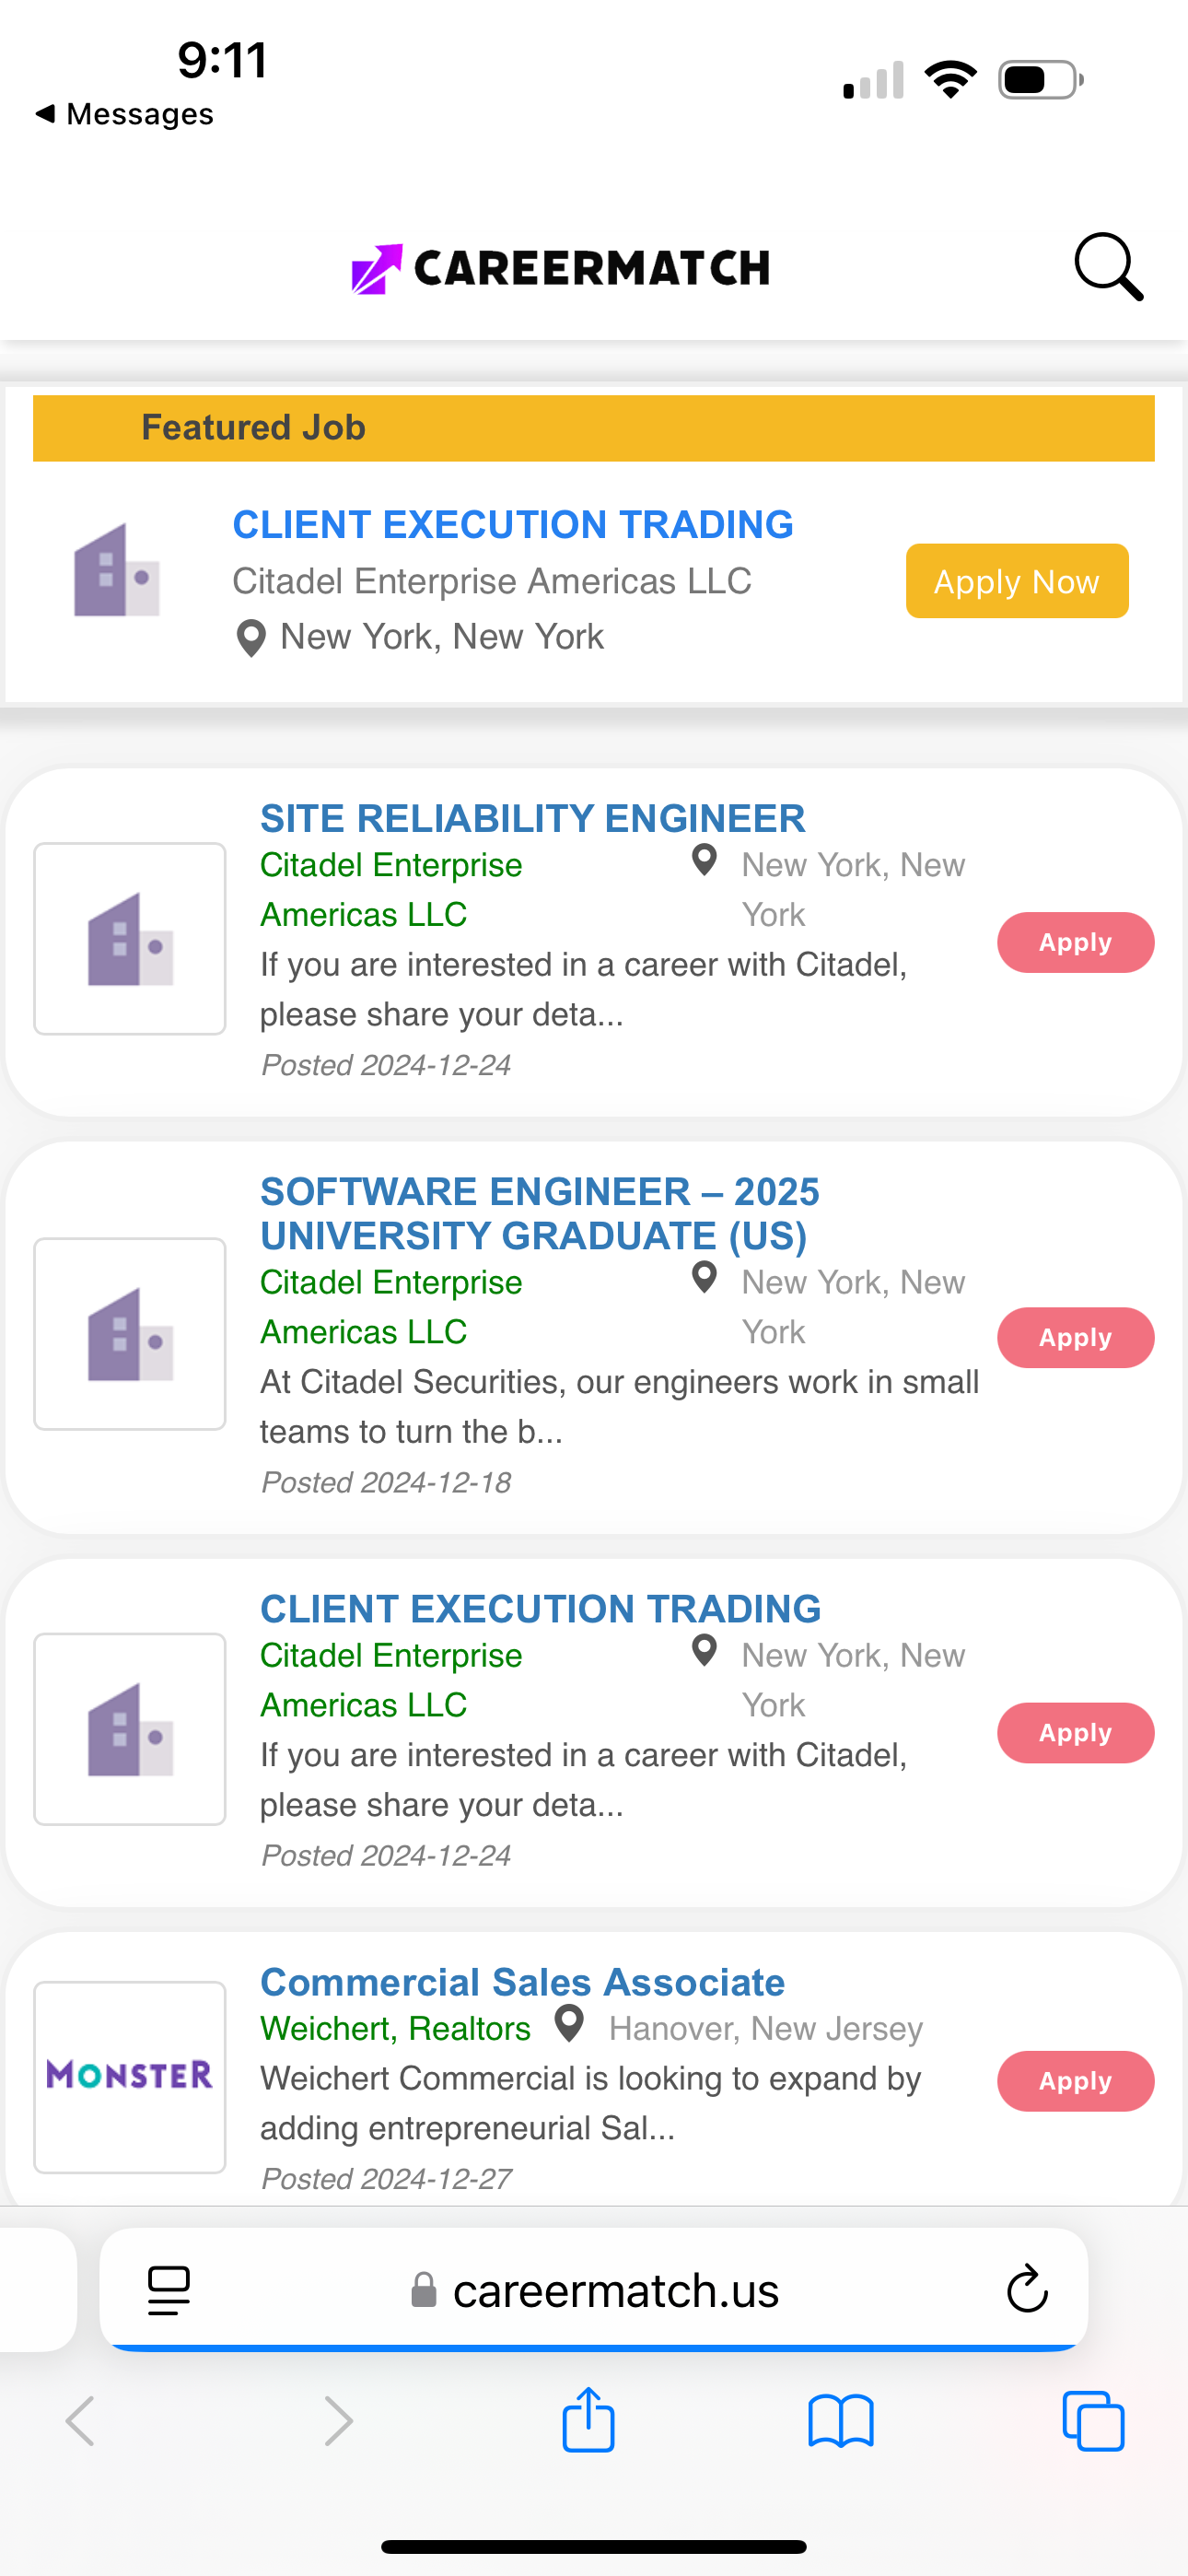 9:11
◀ Messages
CAREERMATCH
Featured Job
CLIENT EXECUTION TRADING
Citadel Enterprise Americas LLC
New York, New York
Apply Now
SITE RELIABILITY ENGINEER
Citadel Enterprise
Americas LLC
New York, New
York
If you are interested in a career with Citadel,
please share your deta...
Posted 2024-12-24
Apply
SOFTWARE ENGINEER – 2025
UNIVERSITY GRADUATE (US)
Citadel Enterprise
Americas LLC
New York, New
York
At Citadel Securities, our engineers work in small
teams to turn the b...
Posted 2024-12-18
Apply
CLIENT EXECUTION TRADING
Citadel Enterprise
Americas LLC
New York, New
York
If you are interested in a career with Citadel,
please share your deta...
Posted 2024-12-24
Apply
MONSTER
Commercial Sales Associate
Weichert, Realtors
Hanover, New Jersey
Weichert Commercial is looking to expand by
adding entrepreneurial Sal...
Posted 2024-12-27
Apply
careermatch.us